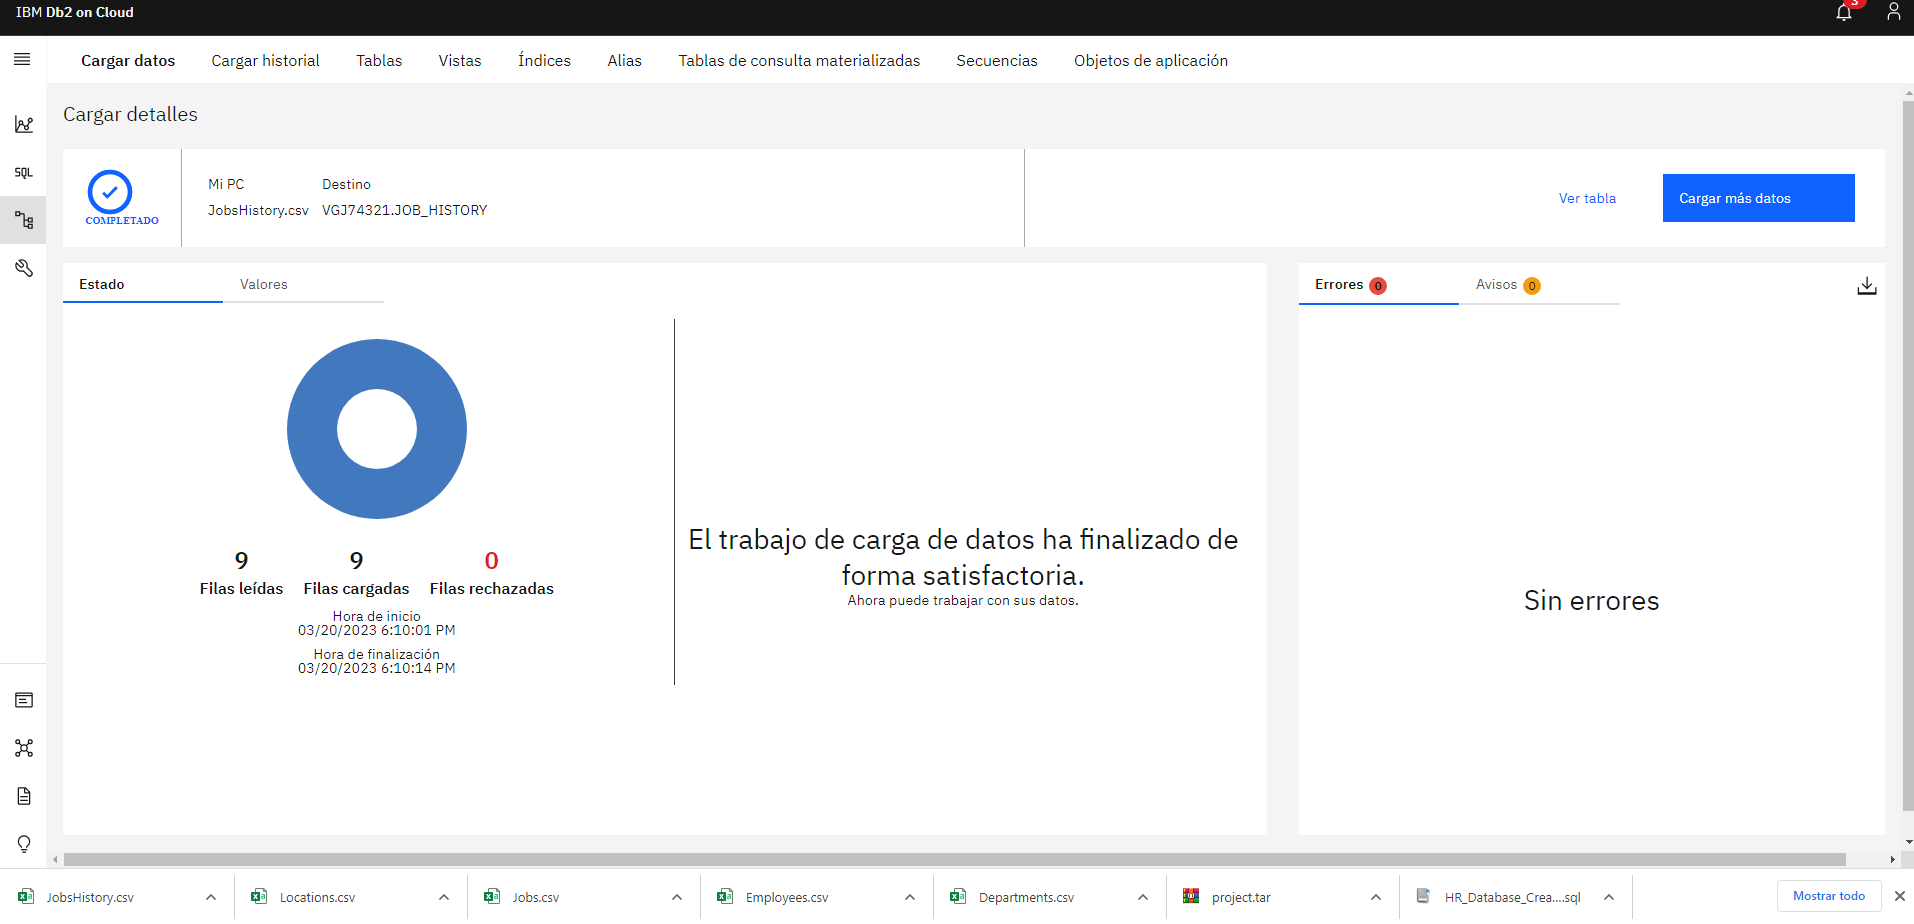 IBM Db2 on Cloud
3
Cargar datos Cargar historial Tablas Vistas Índices Alias Tablas de consulta materializadas Secuencias Objetos de aplicación
SQL
Cargar detalles
COMPLETADO
Mi PC Destino
JobsHistory.csv VGJ74321.JOB_HISTORY
Ver tabla
Cargar más datos
Estado Valores
9 9 0
Filas leídas Filas cargadas Filas rechazadas
Hora de inicio
03/20/2023 6:10:01 PM
Hora de finalización
03/20/2023 6:10:14 PM
El trabajo de carga de datos ha finalizado de
forma satisfactoria.
Ahora puede trabajar con sus datos.
Errores 0 Avisos 0
Sin errores
JobsHistory.csv Locations.csv Jobs.csv Employees.csv Departments.csv project.tar HR_Database_Crea....sql Mostrar todo